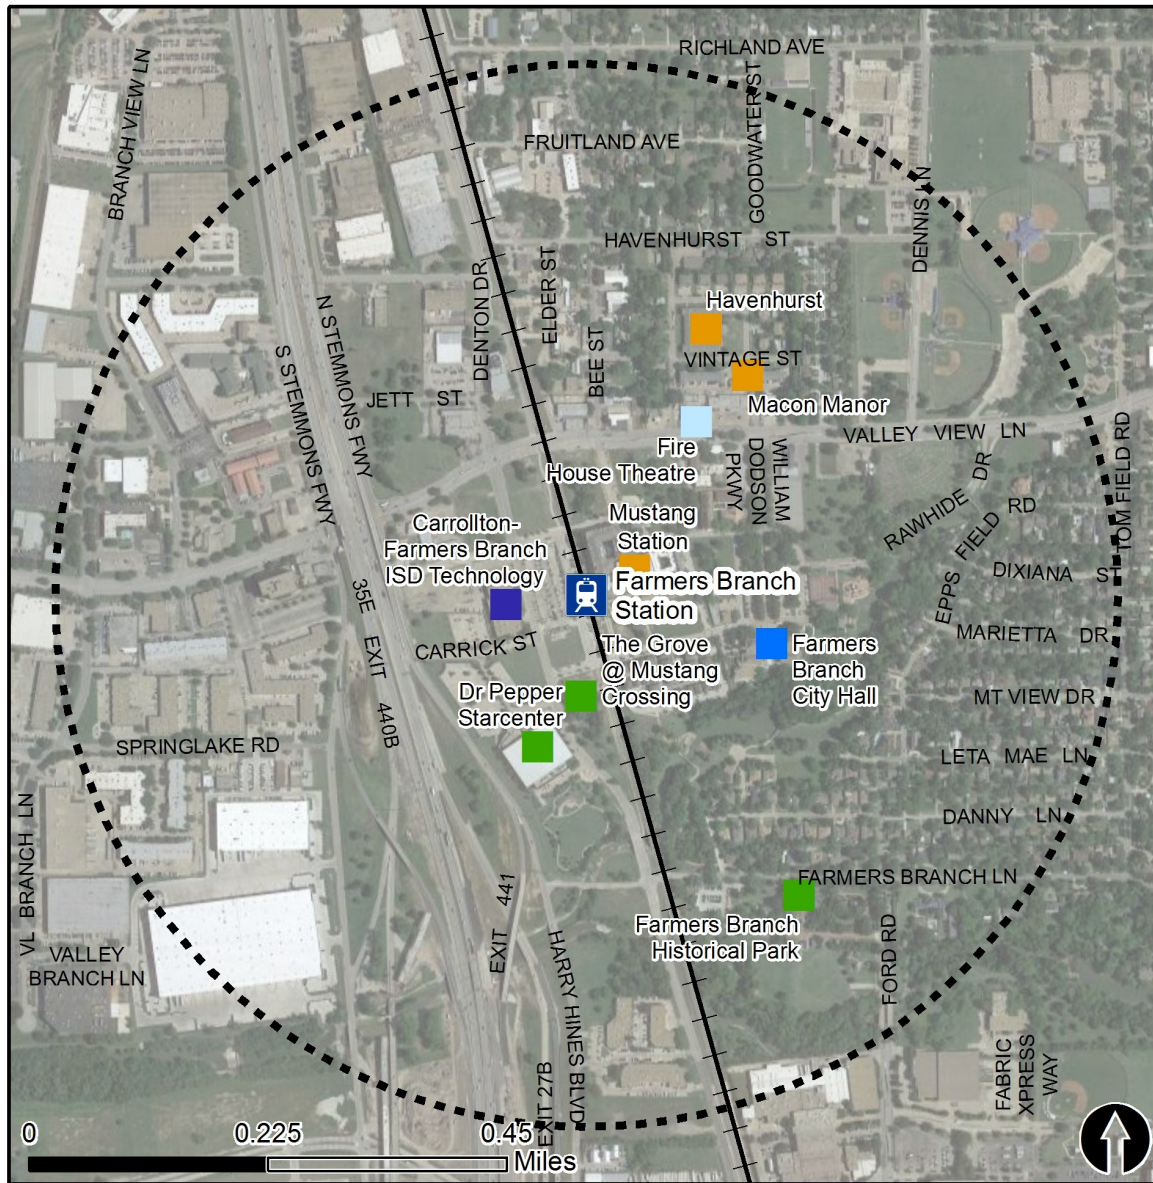 RICHLAND AVE
BRANCH VIEW LN
GOODWATER ST
FRUITLAND AVE
DENNIS LN
HAVENHURST ST
DENTON DR
ELDER ST
N STEMMONS FWY
S STEMMONS FWY
BEE ST
Havenhurst
VINTAGE ST
JETT ST
Macon Manor
VALLEY VIEW LN
Fire
House Theatre
WILLIAM
DODSON
PKWY
TOM FIELD RD
RAWHIDE DR
EPPS FIELD RD
Mustang
Station
Carrollton-
Farmers Branch
ISD Technology
Farmers Branch
Station
DIXIANA ST
35E EXIT 440B
CARRICK ST
The Grove
@ Mustang
Crossing
Farmers
Branch
City Hall
MARIETTA DR
Dr Pepper
Starcenter
MT VIEW DR
SPRINGLAKE RD
LETA MAE LN
DANNY LN
VL BRANCH LN
EXIT 441
FARMERS BRANCH LN
Farmers Branch
Historical Park
VALLEY
BRANCH LN
HARRY HINES BLVD
FORD RD
EXIT 27B
FABRIC
XPRESS
WAY
0 0.225 0.45
Miles